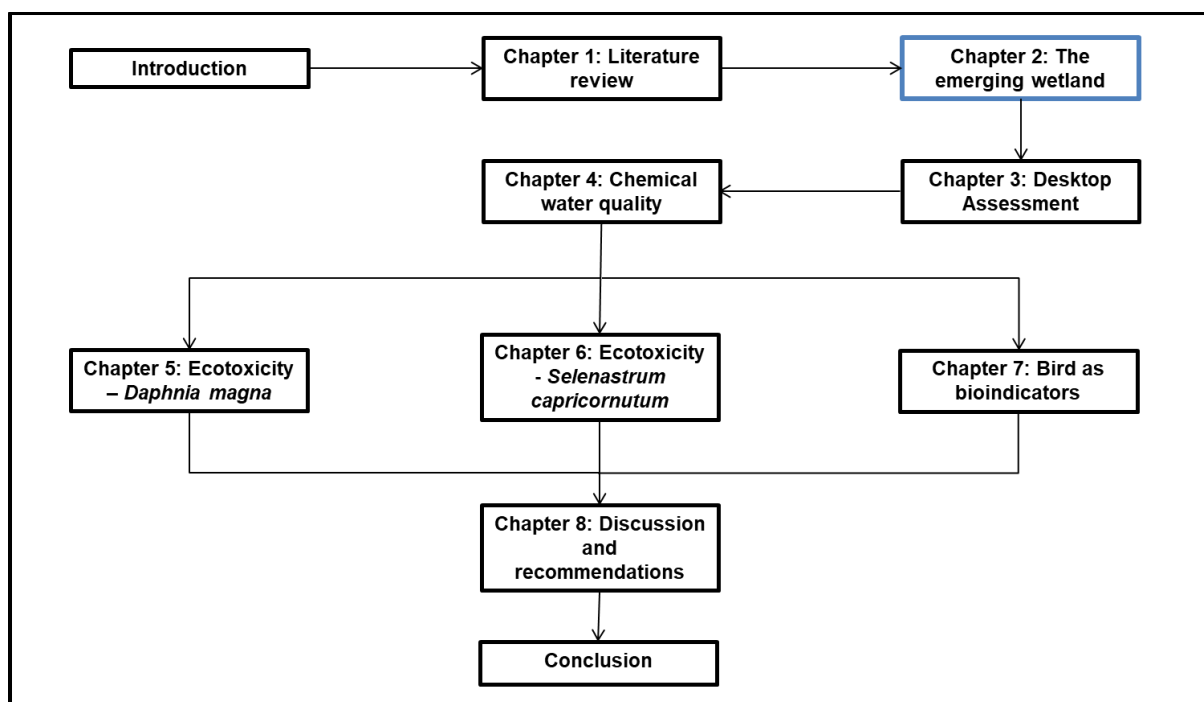 Introduction
Chapter 1: Literature
review
Chapter 2: The
emerging wetland
Chapter 4: Chemical
water quality
Chapter 3: Desktop
Assessment
Chapter 5: Ecotoxicity
– Daphnia magna
Chapter 6: Ecotoxicity
- Selenastrum
capricornutum
Chapter 7: Bird as
bioindicators
Chapter 8: Discussion
and
recommendations
Conclusion